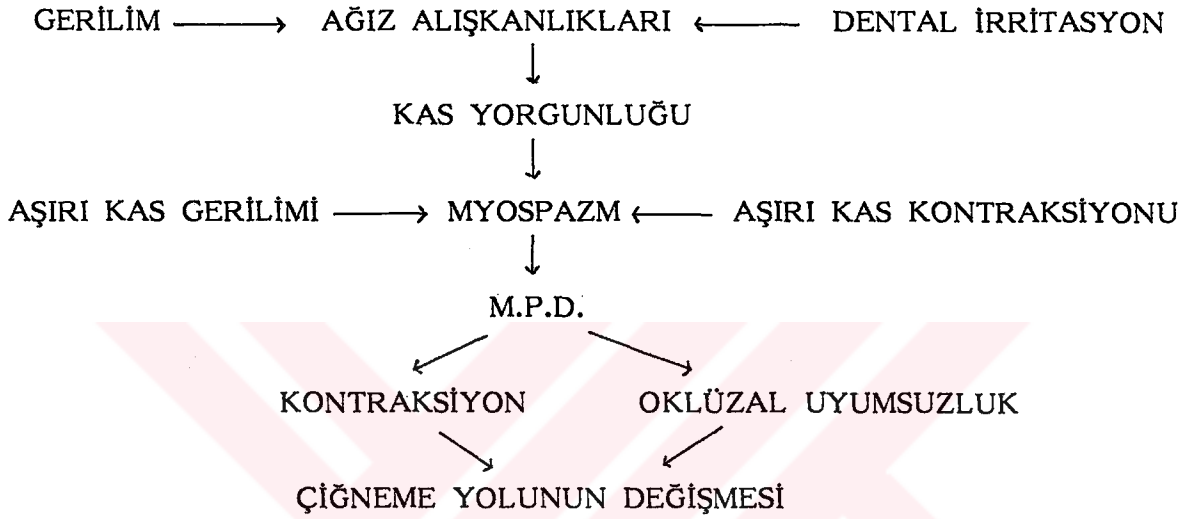 GERİLİM → AĞIZ ALIŞKANLIKLARI ← DENTAL İRRİTASYON
KAS YORGUNLUĞU
AŞIRI KAS GERİLİMİ → MYOSPAZM ← AŞIRI KAS KONTRAKSİYONU
M.P.D.
KONTRAKSİYON OKLÜZAL UYUMSUZLUK
ÇİĞNEME YOLUNUN DEĞİŞMESİ